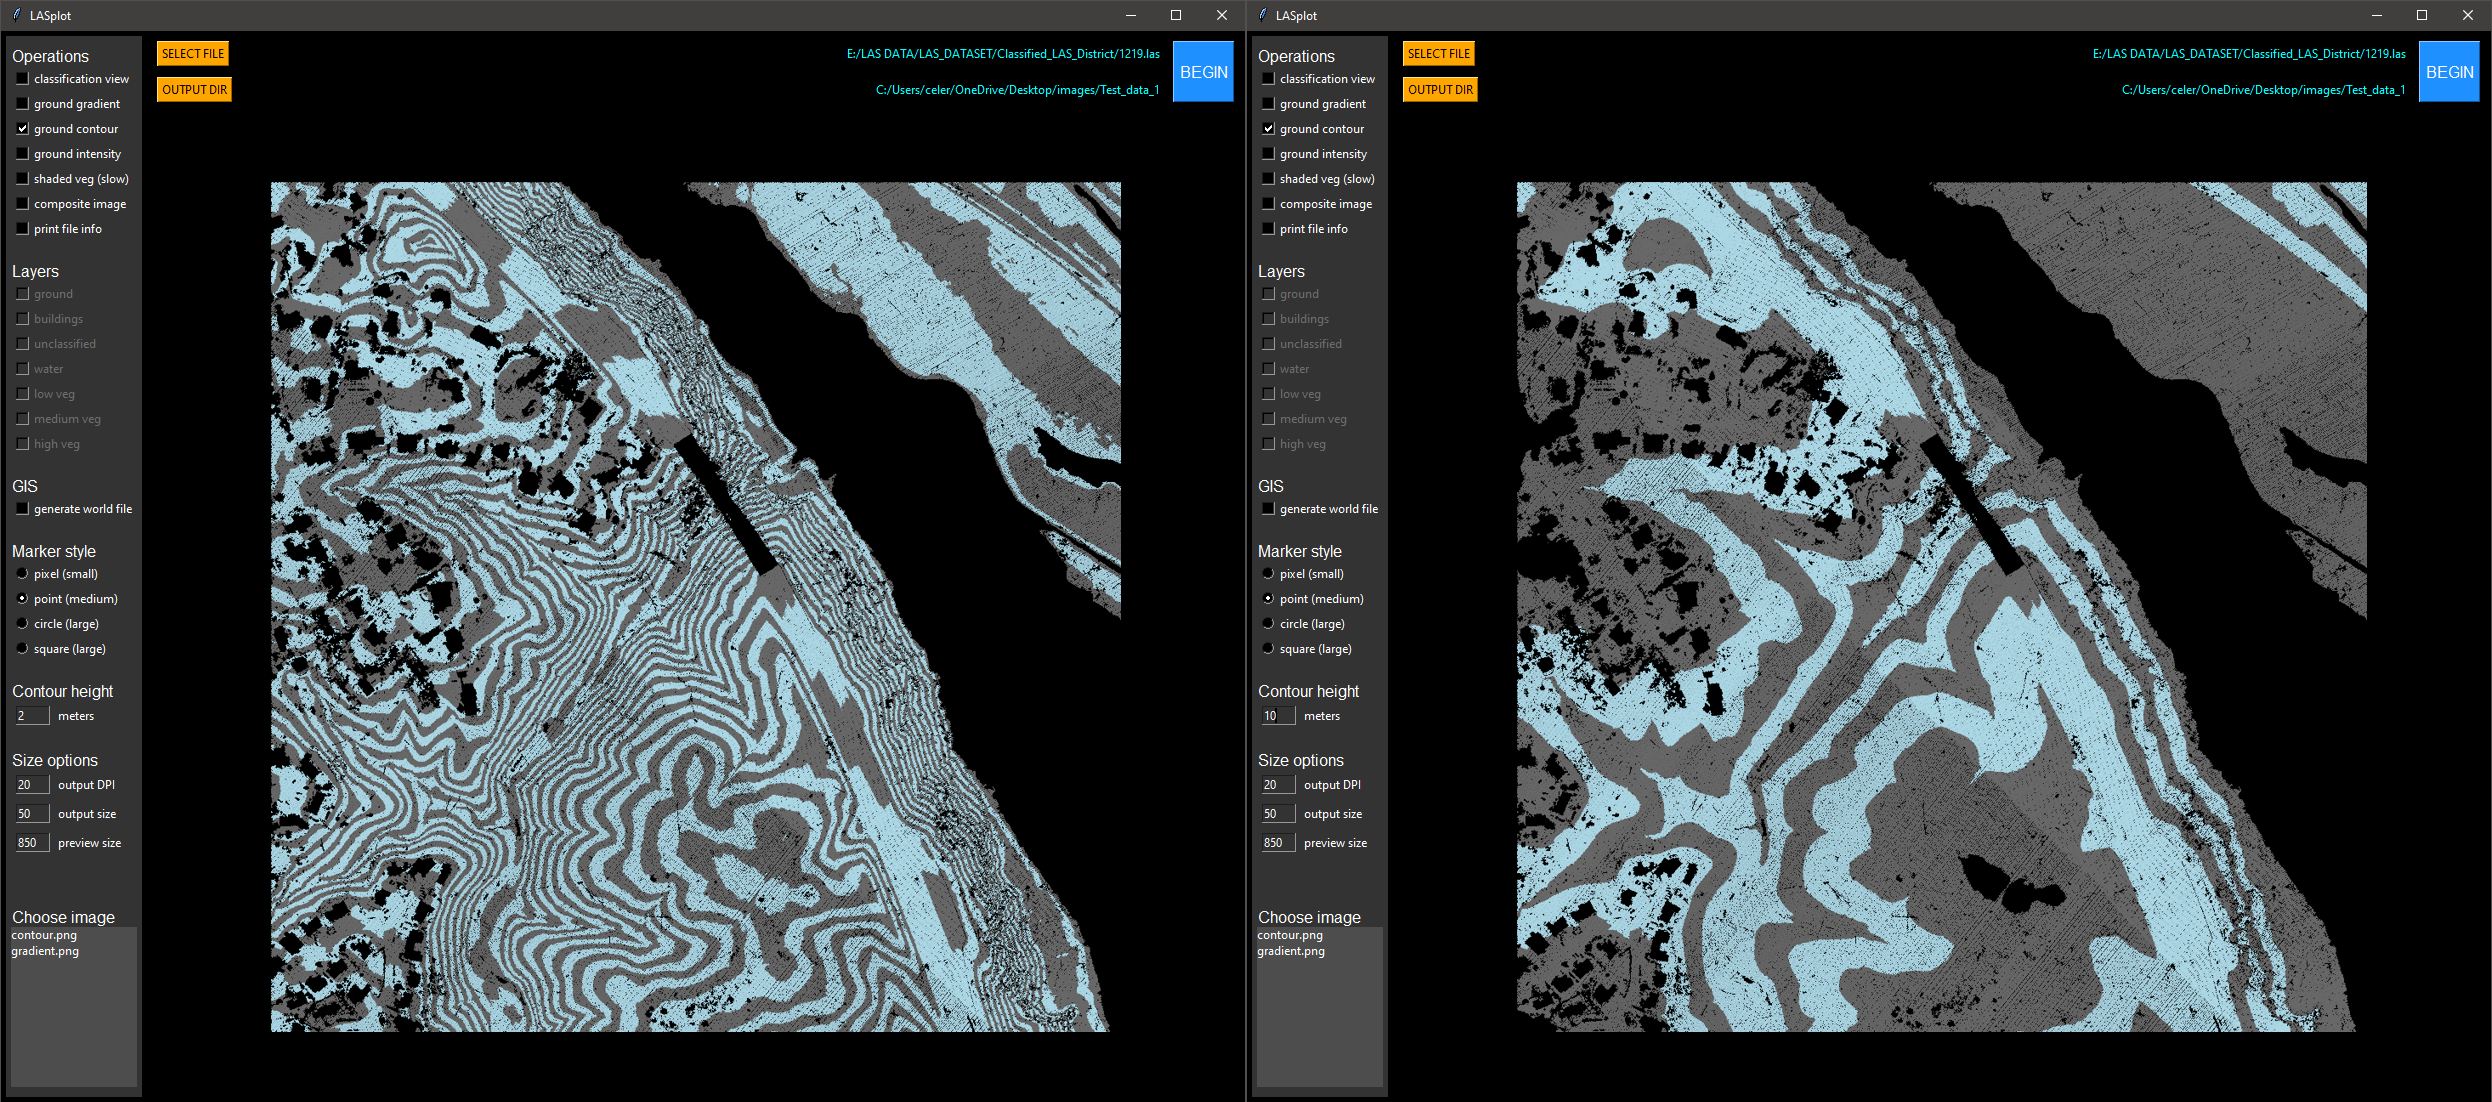 LASplot
Operations
classification view
ground gradient
ground contour
ground intensity
shaded veg (slow)
composite image
print file info
Layers
ground
buildings
unclassified
water
low veg
medium veg
high veg
GIS
generate world file
Marker style
pixel (small)
point (medium)
circle (large)
square (large)
Contour height
2 meters
Size options
20 output DPI
50 output size
850 preview size
Choose image
contour.png
gradient.png
SELECT FILE
E:/LAS DATA/LAS_DATASET/Classified_LAS_District/1219.las
OUTPUT DIR
C:/Users/celer/OneDrive/Desktop/images/Test_data_1
BEGIN
LASplot
Operations
classification view
ground gradient
ground contour
ground intensity
shaded veg (slow)
composite image
print file info
Layers
ground
buildings
unclassified
water
low veg
medium veg
high veg
GIS
generate world file
Marker style
pixel (small)
point (medium)
circle (large)
square (large)
Contour height
10 meters
Size options
20 output DPI
50 output size
850 preview size
Choose image
contour.png
gradient.png
SELECT FILE
E:/LAS DATA/LAS_DATASET/Classified_LAS_District/1219.las
OUTPUT DIR
C:/Users/celer/OneDrive/Desktop/images/Test_data_1
BEGIN